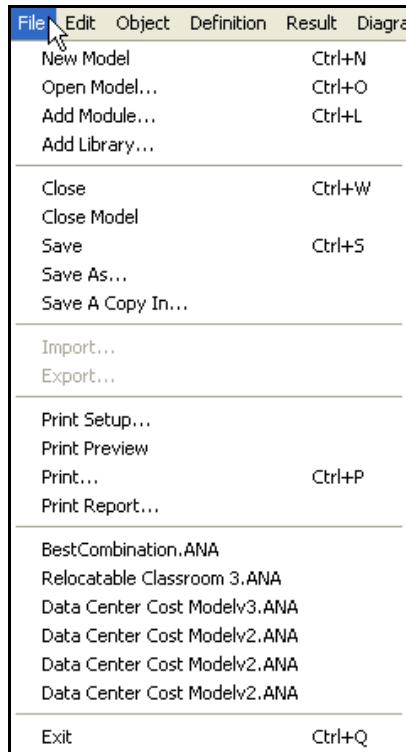 File Edit Object Definition Result Diagra
New Model Ctrl+N
Open Model... Ctrl+O
Add Module... Ctrl+L
Add Library...
Close Ctrl+W
Close Model
Save Ctrl+S
Save As...
Save A Copy In...
Import...
Export...
Print Setup...
Print Preview
Print... Ctrl+P
Print Report...
BestCombination.ANA
Relocatable Classroom 3.ANA
Data Center Cost Modelv3.ANA
Data Center Cost Modelv2.ANA
Data Center Cost Modelv2.ANA
Data Center Cost Modelv2.ANA
Exit Ctrl+Q